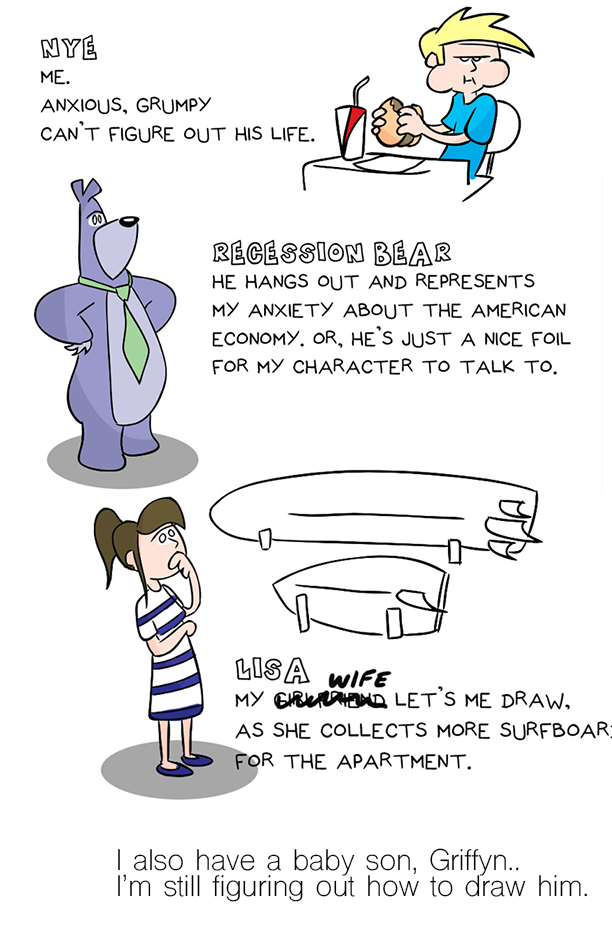 NYE
ME.
ANXIOUS, GRUMPY
CAN'T FIGURE OUT HIS LIFE.
RECESSION BEAR
HE HANGS OUT AND REPRESENTS
MY ANXIETY ABOUT THE AMERICAN
ECONOMY. OR, HE'S JUST A NICE FOIL
FOR MY CHARACTER TO TALK TO.
LISA
WIFE
MY GIRLFRIEND LET'S ME DRAW,
AS SHE COLLECTS MORE SURFBOAR
FOR THE APARTMENT.
I also have a baby son, Griffyn..
I'm still figuring out how to draw him.